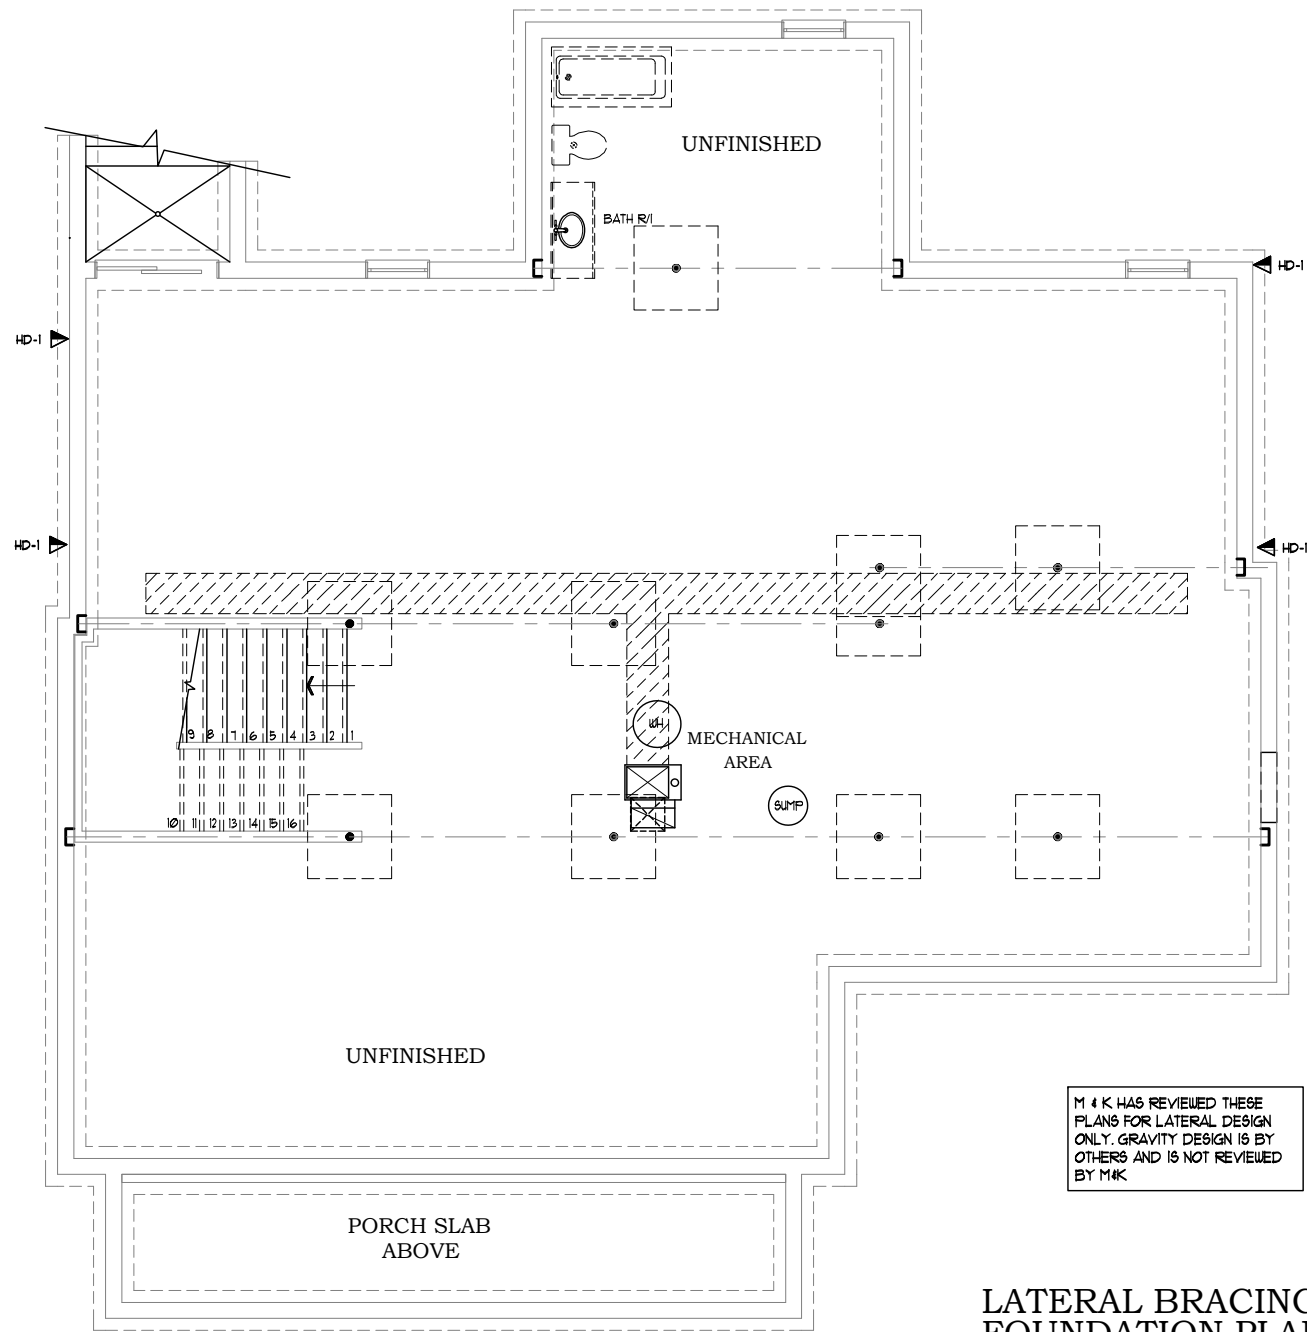 UNFINISHED
BATH R/I
HD-1
HD-1
HD-1
HD-1
9 8 7 6 5 4 3 2 1
WH
MECHANICAL
AREA
SUMP
10 11 12 13 14 15 16
UNFINISHED
M & K HAS REVIEWED THESE
PLANS FOR LATERAL DESIGN
ONLY. GRAVITY DESIGN IS BY
OTHERS AND IS NOT REVIEWED
BY M&K
PORCH SLAB
ABOVE
LATERAL BRACING
FOUNDATION PLAN